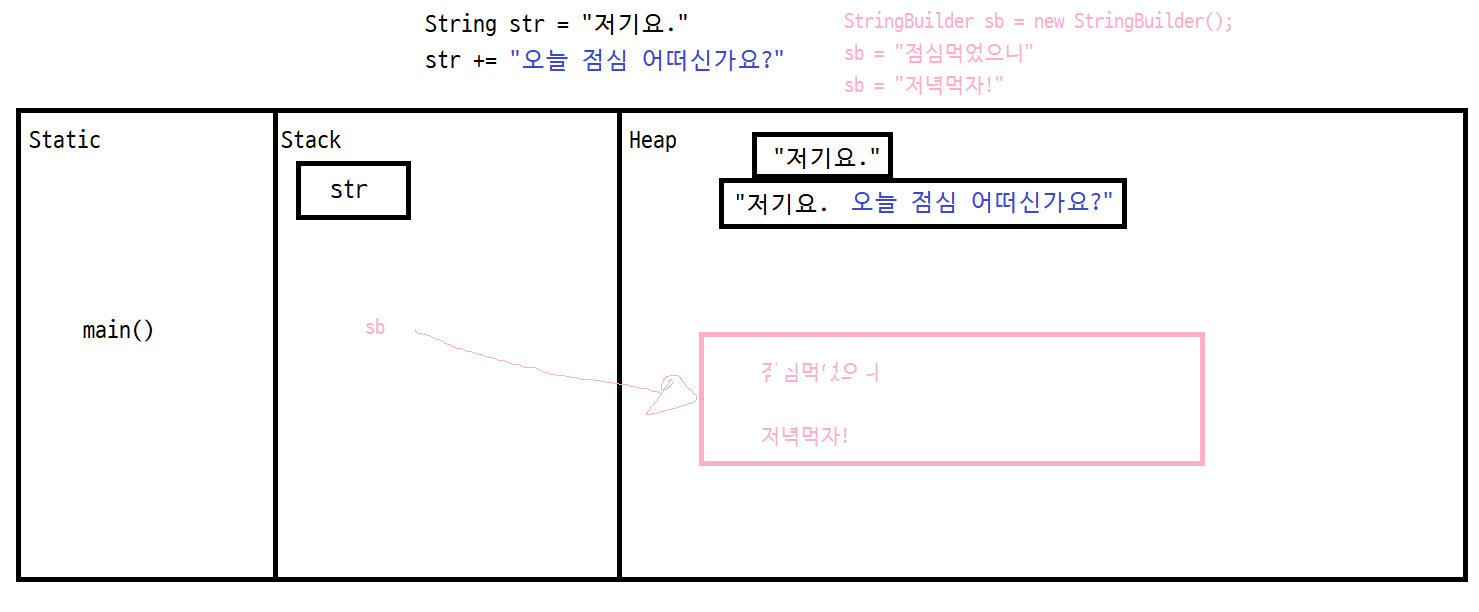 String str = "저기요."
str += "오늘 점심 어떠신가요?"
StringBuilder sb = new StringBuilder();
sb = "점심먹었으니"
sb = "저녁먹자!"
Static
Stack
Heap
str
"저기요."
"저기요. 오늘 점심 어떠신가요?"
main()
sb
점심먹었으니
저녁먹자!